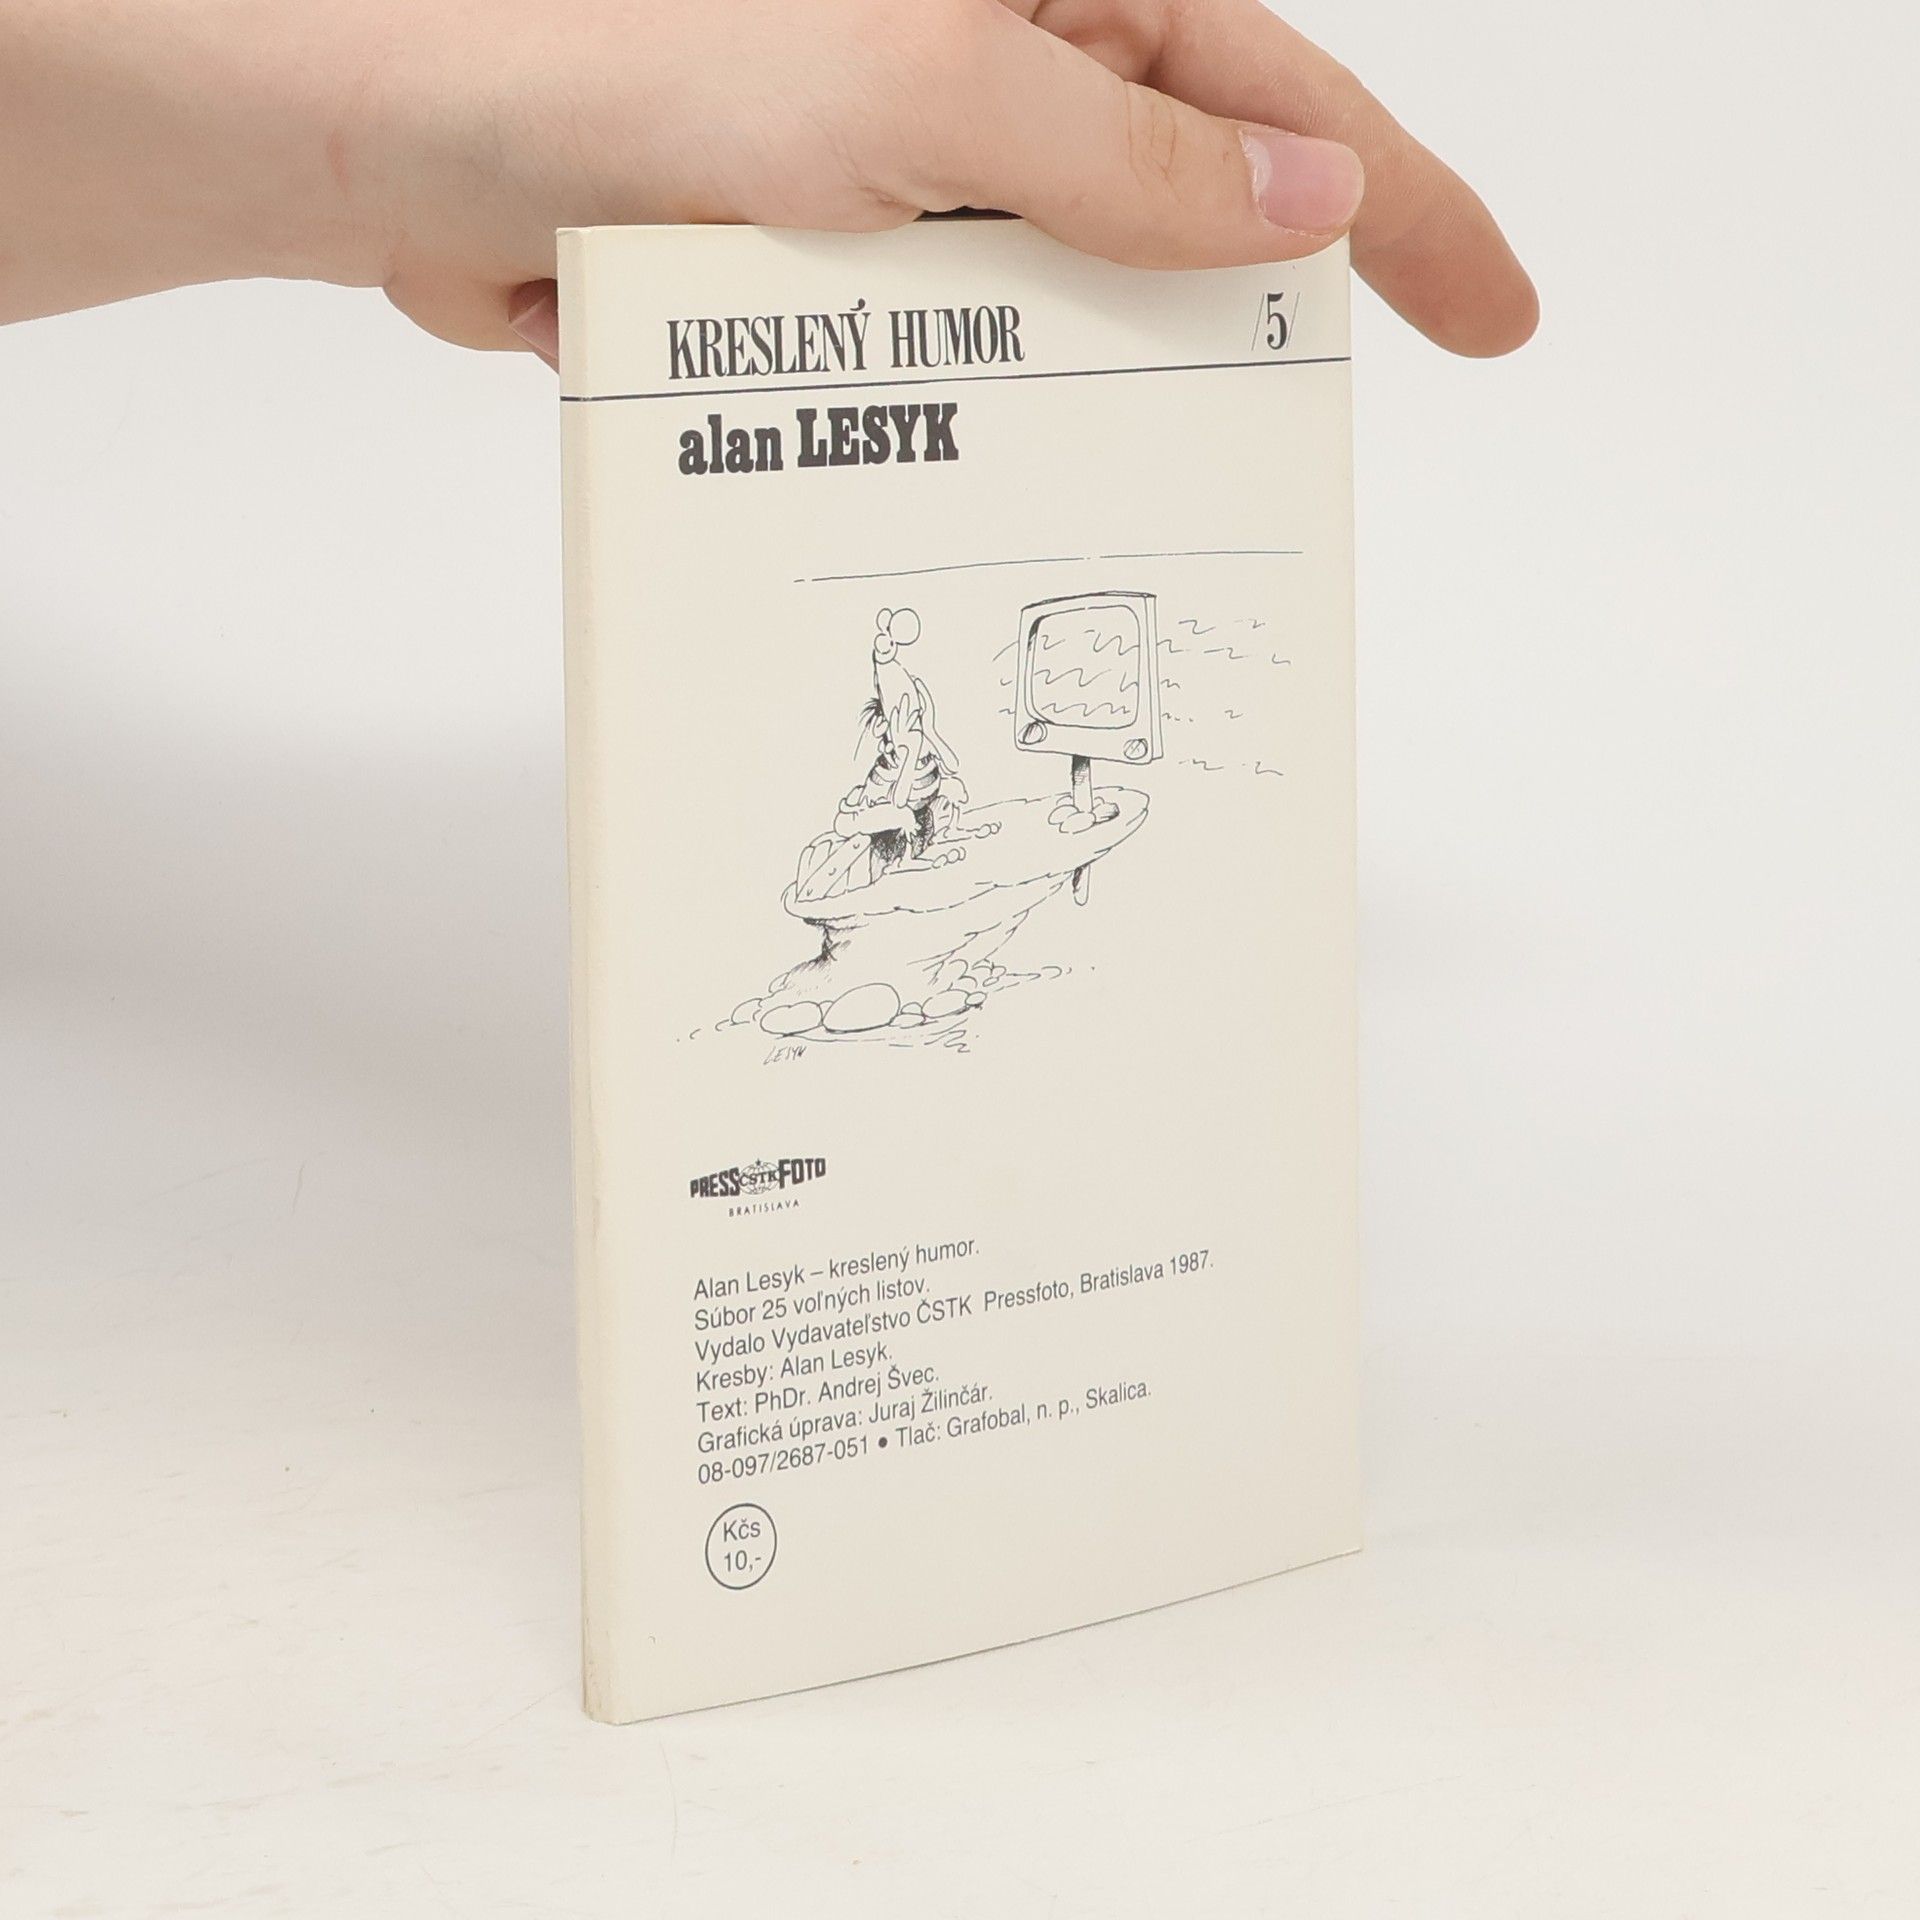 KRESLENÝ HUMOR /5/
alan LESYK
LESYK
PRESS ČSTK FOTO
BRATISLAVA
Alan Lesyk – kreslený humor.
Súbor 25 voľných listov.
Vydalo Vydavateľstvo ČSTK Pressfoto, Bratislava 1987.
Kresby: Alan Lesyk.
Text: PhDr. Andrej Švec.
Grafická úprava: Juraj Žilinčár.
08-097/2687-051 • Tlač: Grafobal, n. p., Skalica.
Kčs
10,-